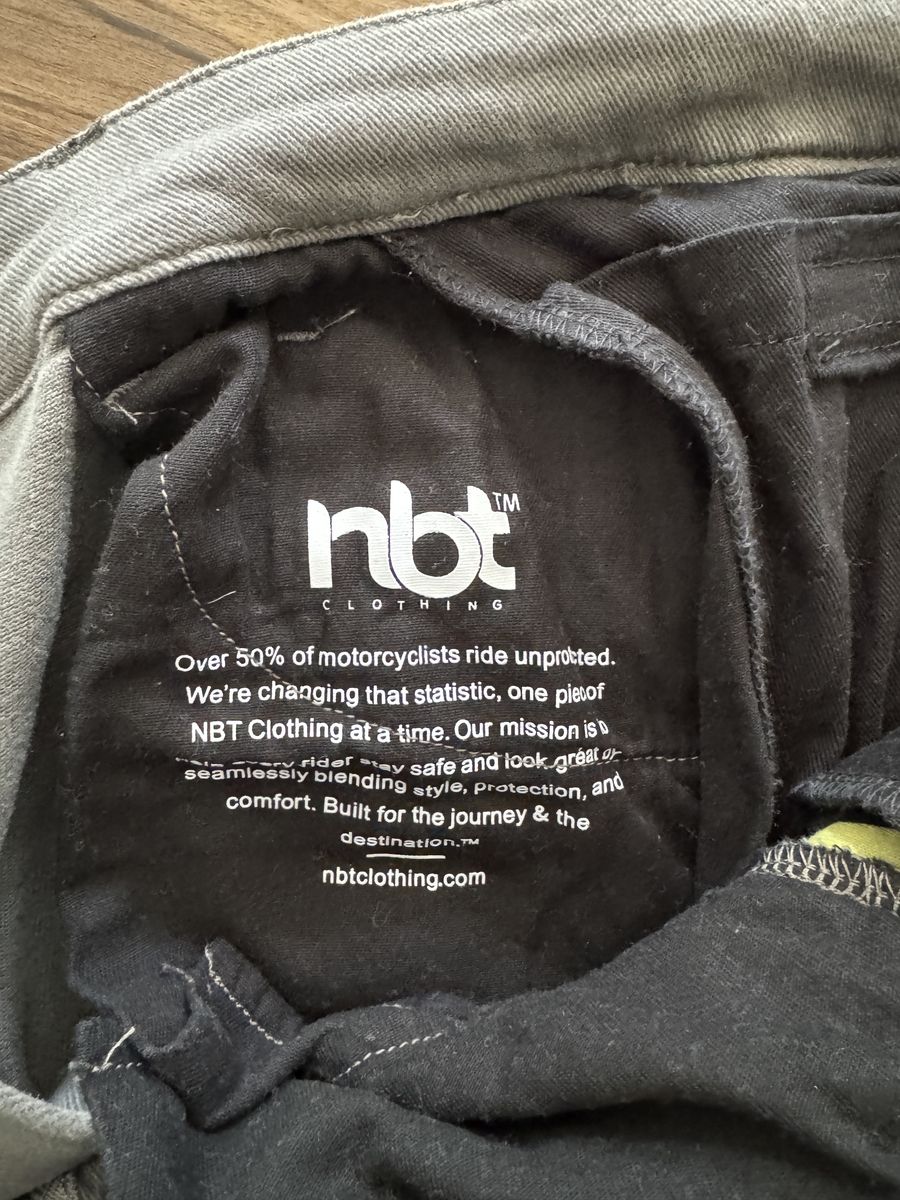 nbt™
CLOTHING
Over 50% of motorcyclists ride unprotected.
We're changing that statistic, one piece of
NBT Clothing at a time. Our mission is to
help every rider stay safe and look great by
seamlessly blending style, protection, and
comfort. Built for the journey & the
destination.™
nbtclothing.com